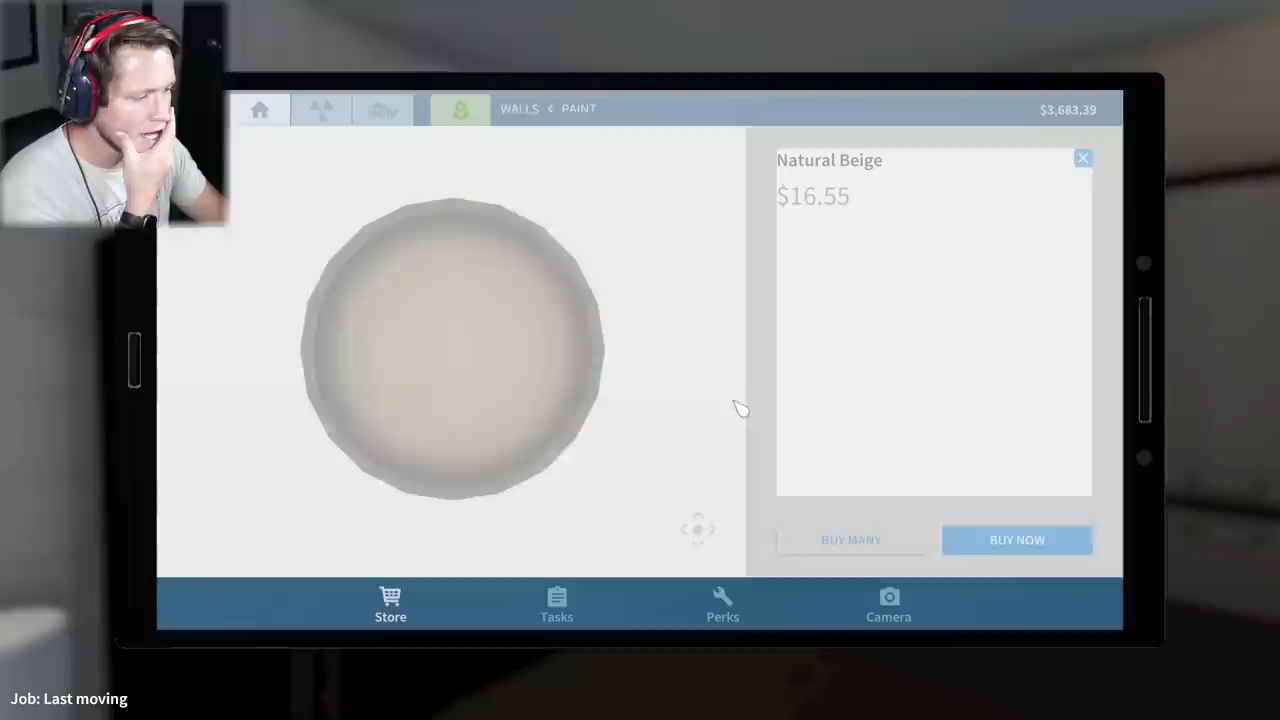 WALLS < PAINT
$3,683.39
Natural Beige
$16.55
BUY MANY
BUY NOW
Store
Tasks
Perks
Camera
Job: Last moving